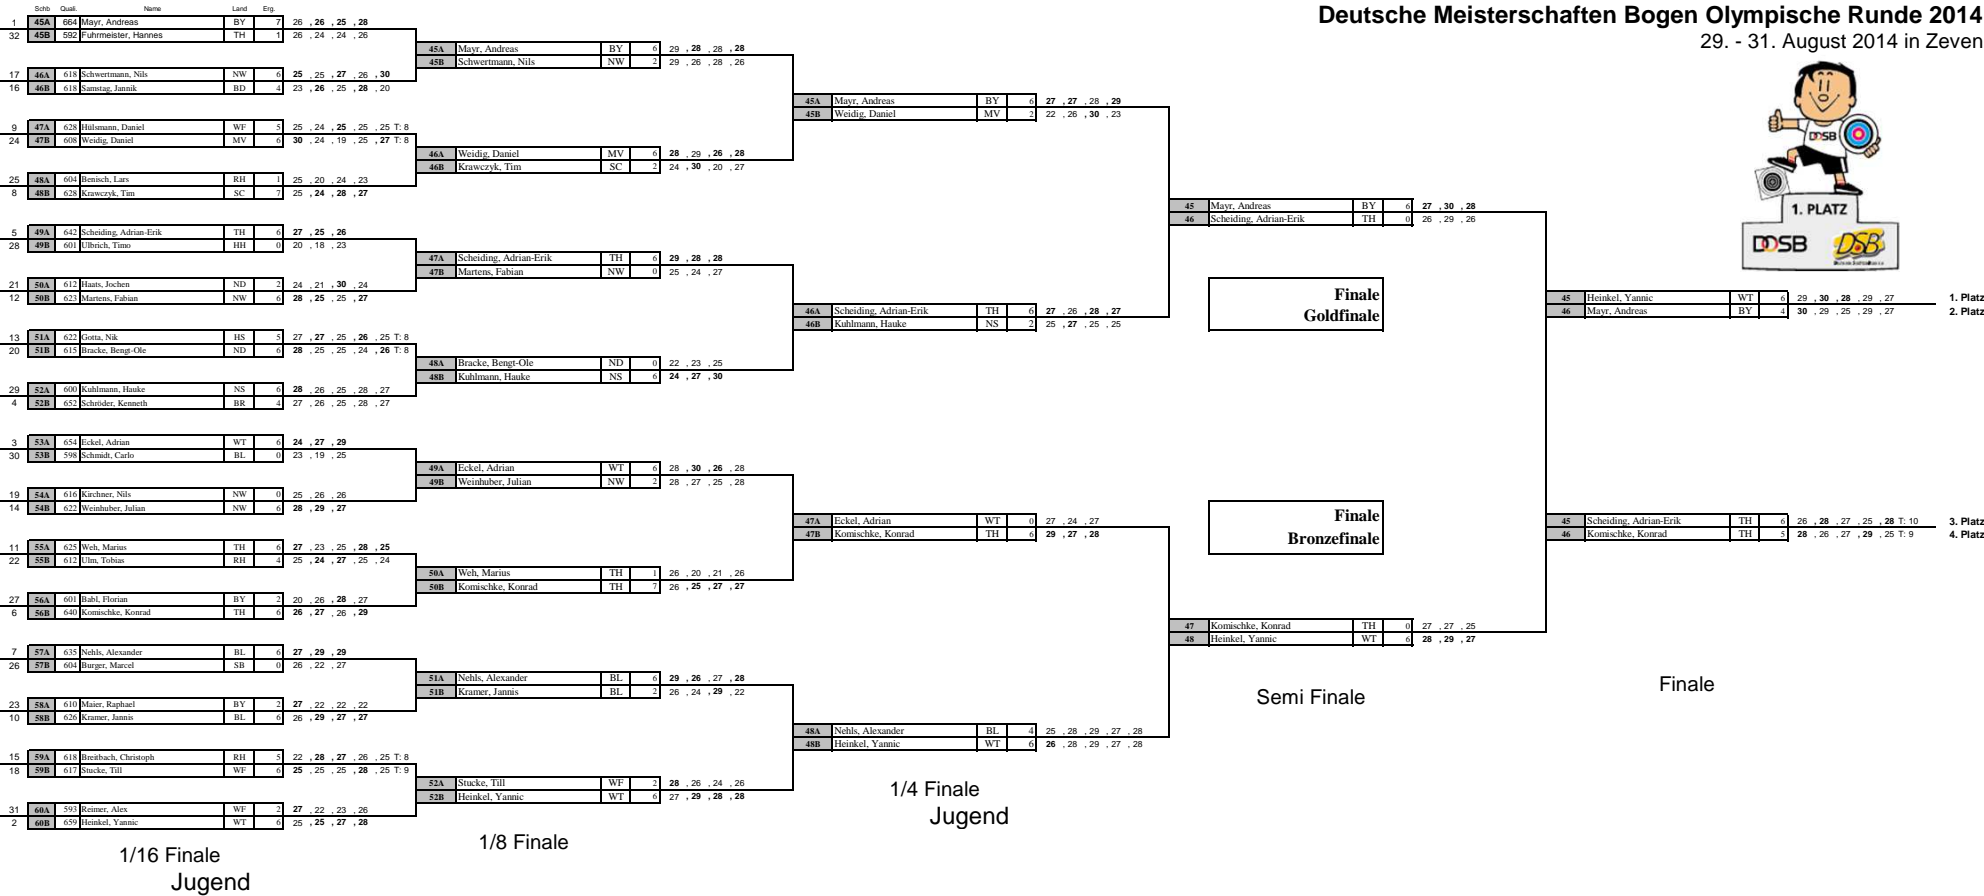 Deutsche Meisterschaften Bogen Olympische Runde 2014
29. - 31. August 2014 in Zeven
DOSB
1. PLATZ
DOSB DSB
Schb Quali. Name Land Erg.
1 45A 664 Mayr, Andreas BY 7 26 , 26 , 25 , 28
32 45B 592 Fuhrmeister, Hannes TH 1 26 , 24 , 24 , 26
17 46A 618 Schwertmann, Nils NW 6 25 , 25 , 27 , 26 , 30
16 46B 618 Samstag, Jannik BD 4 23 , 26 , 25 , 28 , 20
9 47A 628 Hülsmann, Daniel WF 5 25 , 24 , 25 , 25 , 25 T: 8
24 47B 608 Weidig, Daniel MV 6 30 , 24 , 19 , 25 , 27 T: 8
25 48A 604 Benisch, Lars RH 1 25 , 20 , 24 , 23
8 48B 628 Krawczyk, Tim SC 7 25 , 24 , 28 , 27
5 49A 642 Scheiding, Adrian-Erik TH 6 27 , 25 , 26
28 49B 601 Ulbrich, Timo HH 0 20 , 18 , 23
21 50A 612 Haats, Jochen ND 2 24 , 21 , 30 , 24
12 50B 623 Martens, Fabian NW 6 28 , 25 , 25 , 27
13 51A 622 Gotta, Nik HS 5 27 , 27 , 25 , 26 , 25 T: 8
20 51B 615 Bracke, Bengt-Ole ND 6 28 , 25 , 25 , 24 , 26 T: 8
29 52A 600 Kuhlmann, Hauke NS 6 28 , 26 , 25 , 28 , 27
4 52B 652 Schröder, Kenneth BR 4 27 , 26 , 25 , 28 , 27
3 53A 654 Eckel, Adrian WT 6 24 , 27 , 29
30 53B 598 Schmidt, Carlo BL 0 23 , 19 , 25
19 54A 616 Kirchner, Nils NW 0 25 , 26 , 26
14 54B 622 Weinhuber, Julian NW 6 28 , 29 , 27
11 55A 625 Weh, Marius TH 6 27 , 23 , 25 , 28 , 25
22 55B 612 Ulm, Tobias RH 4 25 , 24 , 27 , 25 , 24
27 56A 601 Babl, Florian BY 2 20 , 26 , 28 , 27
6 56B 640 Komischke, Konrad TH 6 26 , 27 , 26 , 29
7 57A 635 Nehls, Alexander BL 6 27 , 29 , 29
26 57B 604 Burger, Marcel SB 0 26 , 22 , 27
23 58A 610 Maier, Raphael BY 2 27 , 22 , 22 , 22
10 58B 626 Kramer, Jannis BL 6 26 , 29 , 27 , 27
15 59A 618 Breitbach, Christoph RH 5 22 , 28 , 27 , 26 , 25 T: 8
18 59B 617 Stucke, Till WF 6 25 , 25 , 25 , 28 , 25 T: 9
31 60A 593 Reimer, Alex WF 2 27 , 22 , 23 , 26
2 60B 659 Heinkel, Yannic WT 6 25 , 25 , 27 , 28
1/16 Finale
Jugend
45A Mayr, Andreas BY 6 29 , 28 , 28 , 28
45B Schwertmann, Nils NW 2 29 , 26 , 28 , 26
46A Weidig, Daniel MV 6 28 , 29 , 26 , 28
46B Krawczyk, Tim SC 2 24 , 30 , 20 , 27
47A Scheiding, Adrian-Erik TH 6 29 , 28 , 28
47B Martens, Fabian NW 0 25 , 24 , 27
48A Bracke, Bengt-Ole ND 0 22 , 23 , 25
48B Kuhlmann, Hauke NS 6 24 , 27 , 30
49A Eckel, Adrian WT 6 28 , 30 , 26 , 28
49B Weinhuber, Julian NW 2 28 , 27 , 25 , 28
50A Weh, Marius TH 1 26 , 20 , 21 , 26
50B Komischke, Konrad TH 7 26 , 25 , 27 , 27
51A Nehls, Alexander BL 6 29 , 26 , 27 , 28
51B Kramer, Jannis BL 2 26 , 24 , 29 , 22
52A Stucke, Till WF 2 28 , 26 , 24 , 26
52B Heinkel, Yannic WT 6 27 , 29 , 28 , 28
1/8 Finale
45A Mayr, Andreas BY 6 27 , 27 , 28 , 29
45B Weidig, Daniel MV 2 22 , 26 , 30 , 23
46A Scheiding, Adrian-Erik TH 6 27 , 26 , 28 , 27
46B Kuhlmann, Hauke NS 2 25 , 27 , 25 , 25
47A Eckel, Adrian WT 0 27 , 24 , 27
47B Komischke, Konrad TH 6 29 , 27 , 28
48A Nehls, Alexander BL 4 25 , 28 , 29 , 27 , 28
48B Heinkel, Yannic WT 6 26 , 28 , 29 , 27 , 28
1/4 Finale
Jugend
45 Mayr, Andreas BY 6 27 , 30 , 28
46 Scheiding, Adrian-Erik TH 0 26 , 29 , 26
Finale
Goldfinale
Finale
Bronzefinale
47 Komischke, Konrad TH 0 27 , 27 , 25
48 Heinkel, Yannic WT 6 28 , 29 , 27
Semi Finale
45 Heinkel, Yannic WT 6 29 , 30 , 28 , 29 , 27 1. Platz
46 Mayr, Andreas BY 4 30 , 29 , 25 , 29 , 27 2. Platz
45 Scheiding, Adrian-Erik TH 6 26 , 28 , 27 , 25 , 28 T: 10 3. Platz
46 Komischke, Konrad TH 5 28 , 26 , 27 , 29 , 25 T: 9 4. Platz
Finale